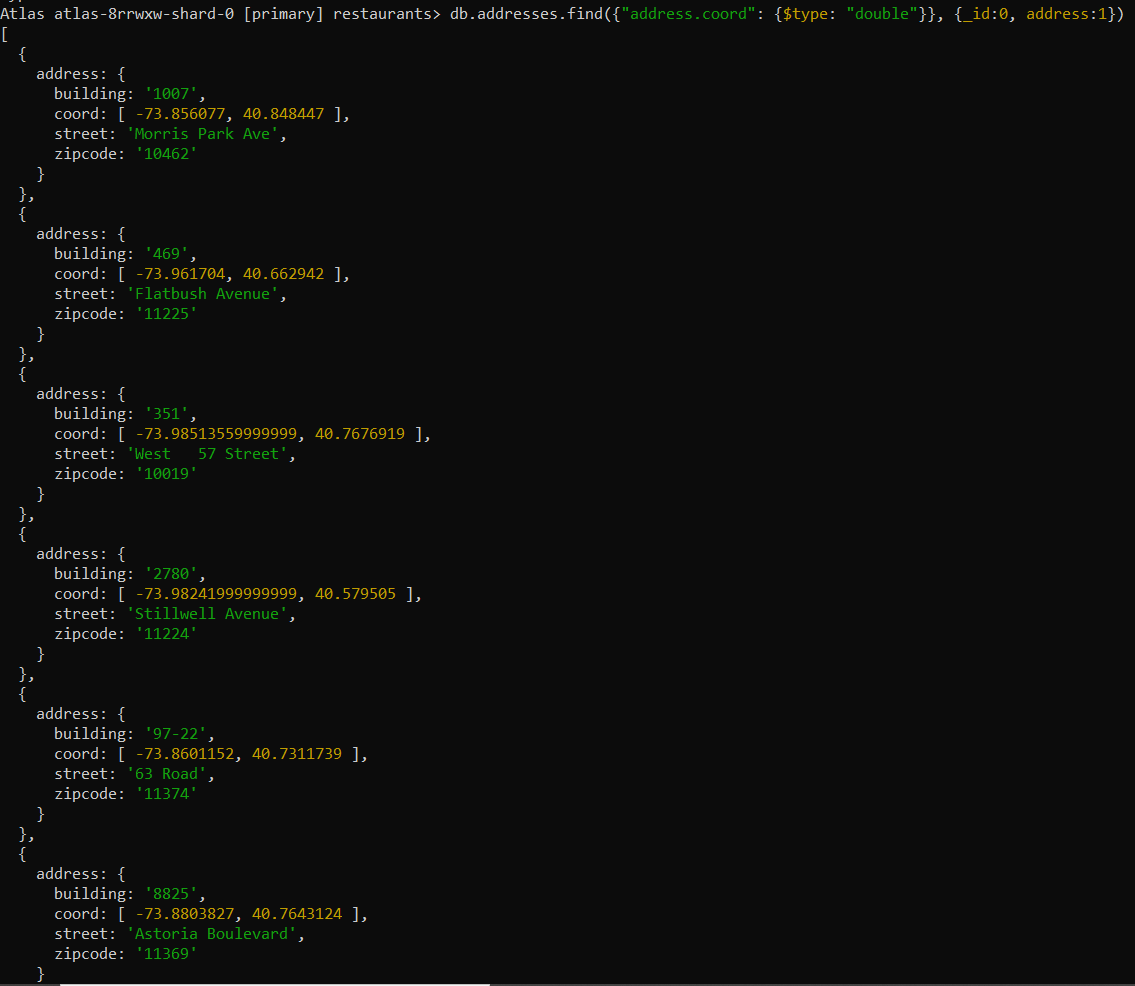 Atlas atlas-8rrwxw-shard-0 [primary] restaurants> db.addresses.find({"address.coord": {$type: "double"}}, {_id:0, address:1})
[
  {
    address: {
      building: '1007',
      coord: [ -73.856077, 40.848447 ],
      street: 'Morris Park Ave',
      zipcode: '10462'
    }
  },
  {
    address: {
      building: '469',
      coord: [ -73.961704, 40.662942 ],
      street: 'Flatbush Avenue',
      zipcode: '11225'
    }
  },
  {
    address: {
      building: '351',
      coord: [ -73.98513559999999, 40.7676919 ],
      street: 'West   57 Street',
      zipcode: '10019'
    }
  },
  {
    address: {
      building: '2780',
      coord: [ -73.98241999999999, 40.579505 ],
      street: 'Stillwell Avenue',
      zipcode: '11224'
    }
  },
  {
    address: {
      building: '97-22',
      coord: [ -73.8601152, 40.7311739 ],
      street: '63 Road',
      zipcode: '11374'
    }
  },
  {
    address: {
      building: '8825',
      coord: [ -73.8803827, 40.7643124 ],
      street: 'Astoria Boulevard',
      zipcode: '11369'
    }